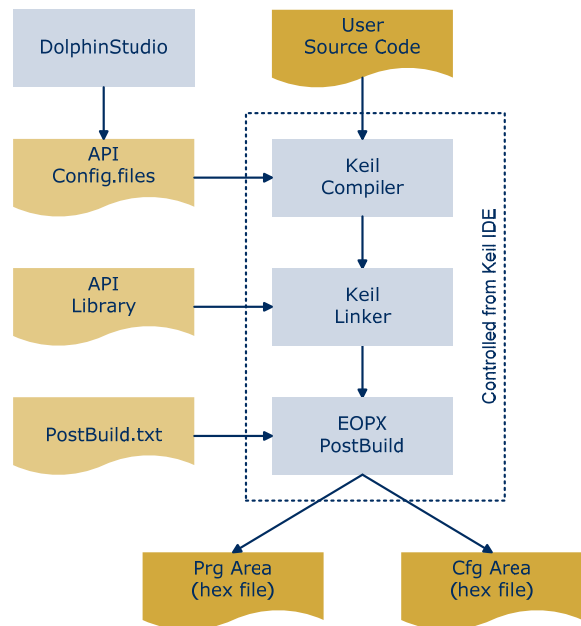 DolphinStudio
User
Source Code
API
Config.files
Keil
Compiler
API
Library
Keil
Linker
Controlled from Keil IDE
PostBuild.txt
EOPX
PostBuild
Prg Area
(hex file)
Cfg Area
(hex file)